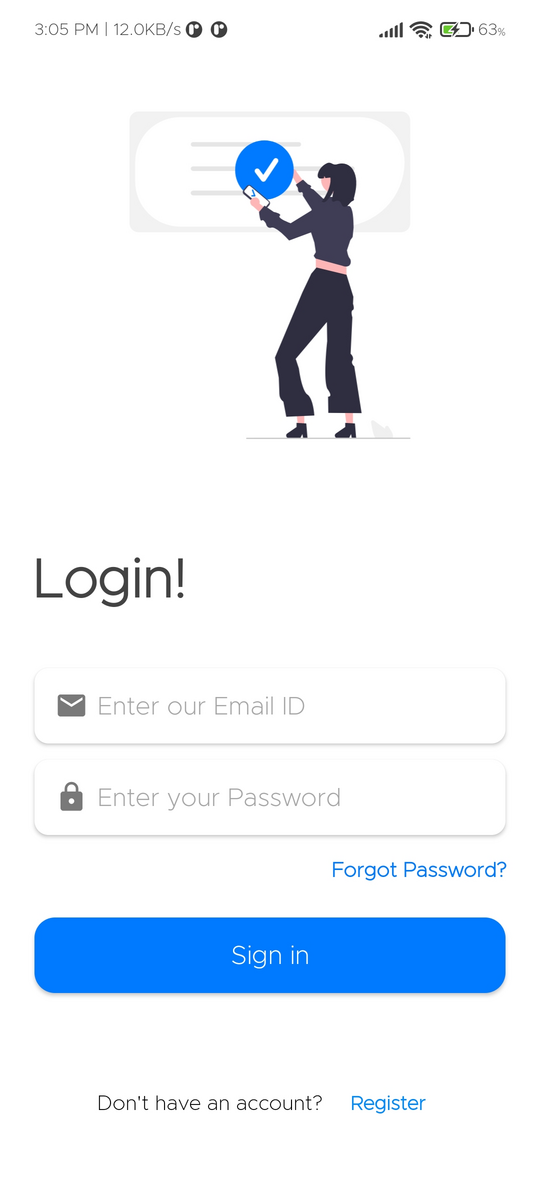 3:05 PM | 12.0KB/s
63%
Login!
Enter our Email ID
Enter your Password
Forgot Password?
Sign in
Don't have an account? Register